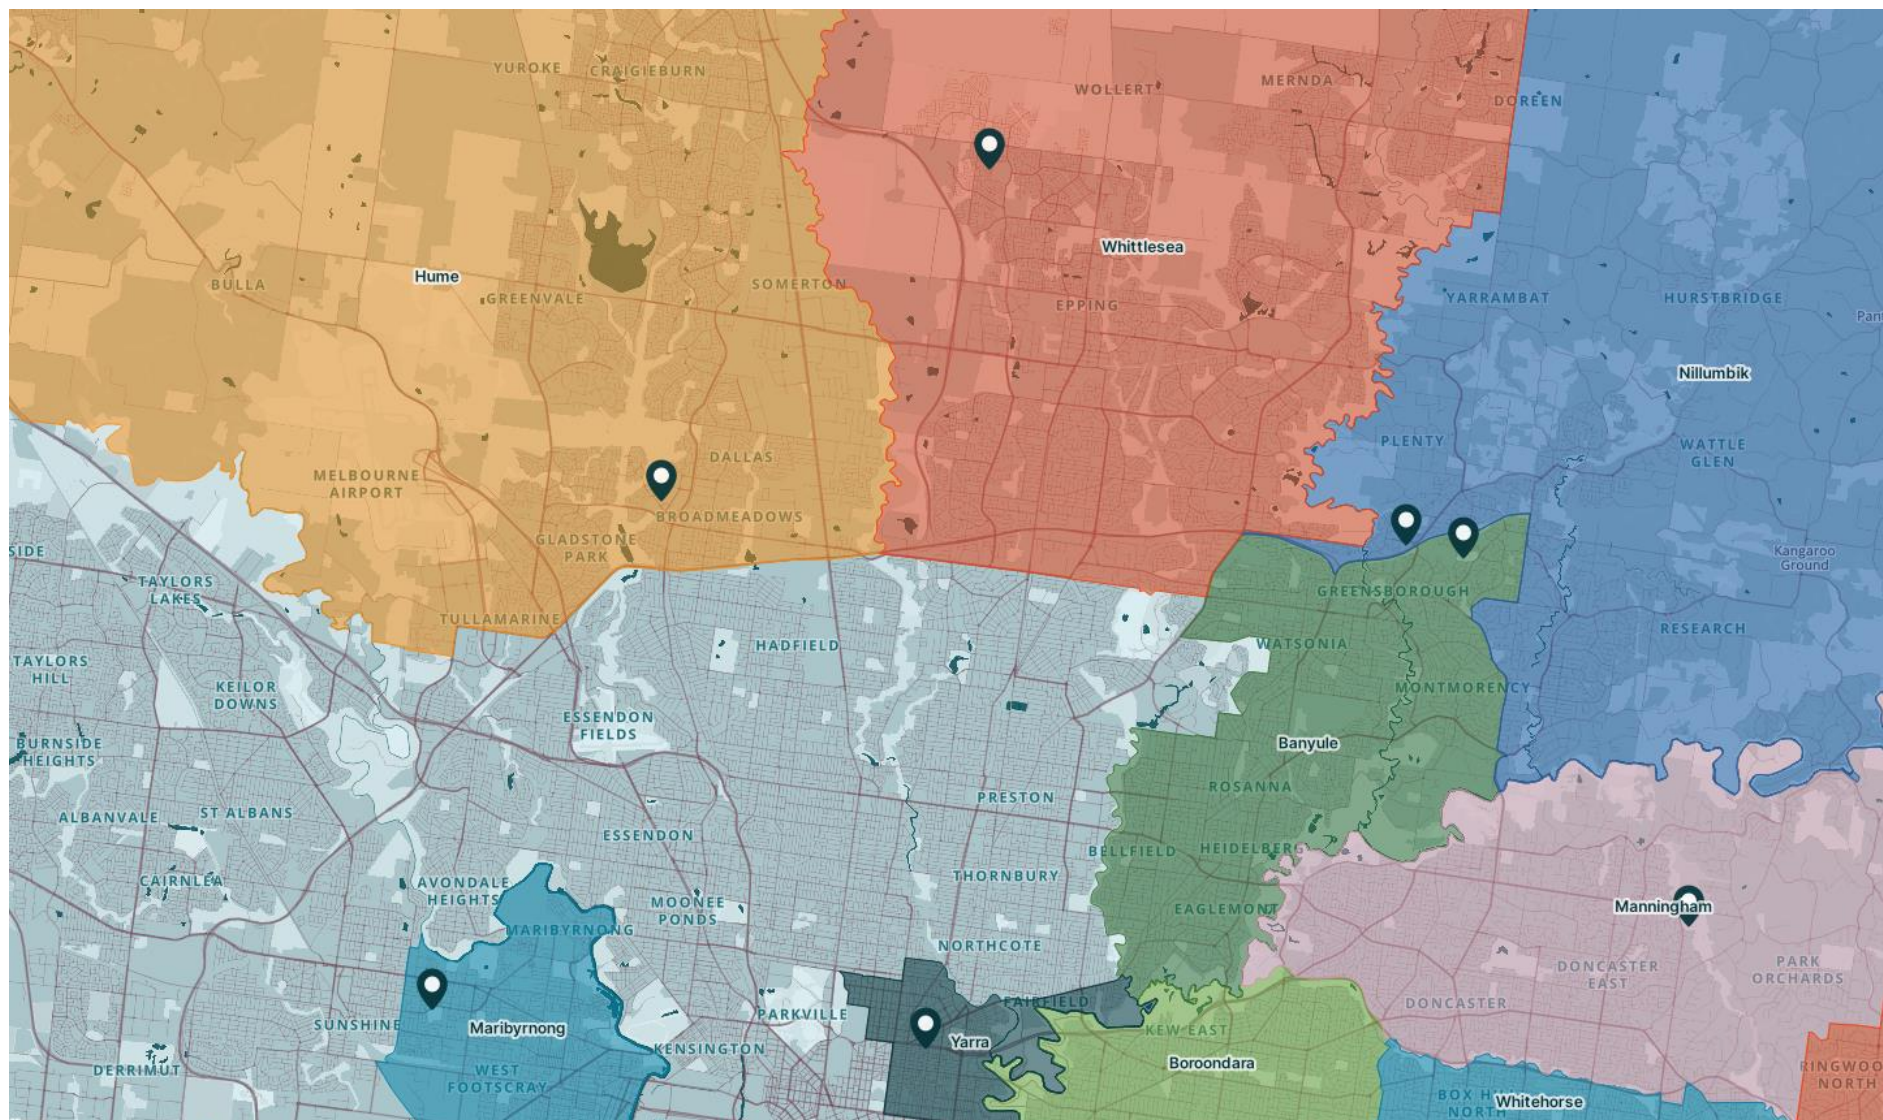 YUROKE
CRAIGIEBURN
WOLLERT
MERNDA
DOREEN
Whittlesea
Hume
BULLA
GREENVALE
SOMERTON
EPPING
YARRAMBAT
HURSTBRIDGE
Nillumbik
PLENTY
WATTLE
GLEN
DALLAS
MELBOURNE
AIRPORT
BROADMEADOWS
GLADSTONE
PARK
SIDE
TAYLORS
LAKES
Kangaroo
Ground
GREENSBOROUGH
TULLAMARINE
HADFIELD
WATSONIA
RESEARCH
TAYLORS
HILL
KEILOR
DOWNS
MONTMORENCY
ESSENDON
FIELDS
BURNSIDE
HEIGHTS
Banyule
ROSANNA
PRESTON
ALBANVALE
ST ALBANS
ESSENDON
BELLFIELD
HEIDELBERG
CAIRNLEA
AVONDALE
HEIGHTS
THORNBURY
MOONEE
PONDS
EAGLEMONT
Manningham
MARIBYRNONG
NORTHCOTE
DONCASTER
EAST
PARK
ORCHARDS
FAIRFIELD
DONCASTER
SUNSHINE
Maribyrnong
PARKVILLE
KEW EAST
Yarra
KENSINGTON
Boroondara
DERRIMUT
WEST
FOOTSCRAY
RINGWOO
NORTH
BOX H
NORTH
Whitehorse